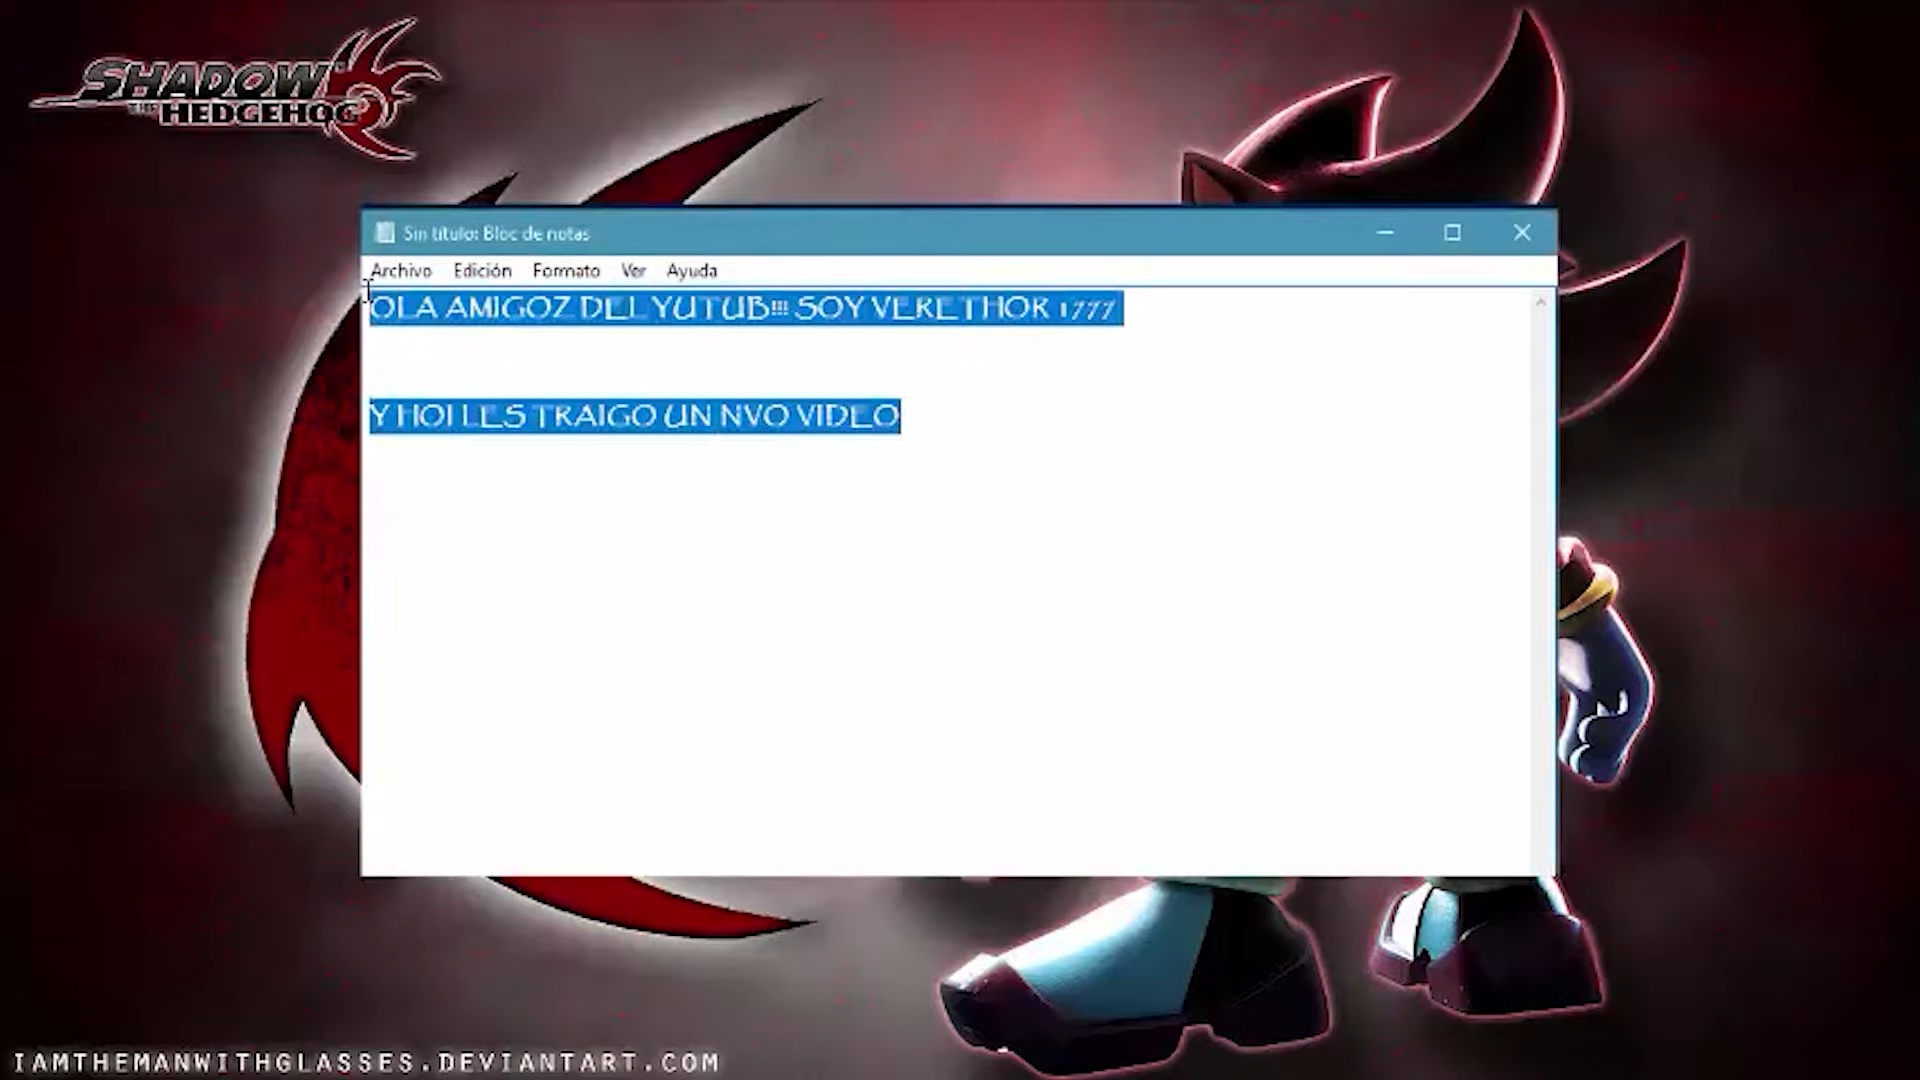 SHADOW
THE HEDGEHOG
Sin título: Bloc de notas
Archivo Edición Formato Ver Ayuda
OLA AMIGOZ DEL YUTUB!!! SOY VERETHOR 1777
Y HOI LES TRAIGO UN NVO VIDEO
IAMTHEMANWITHGLASSES.DEVIANTART.COM